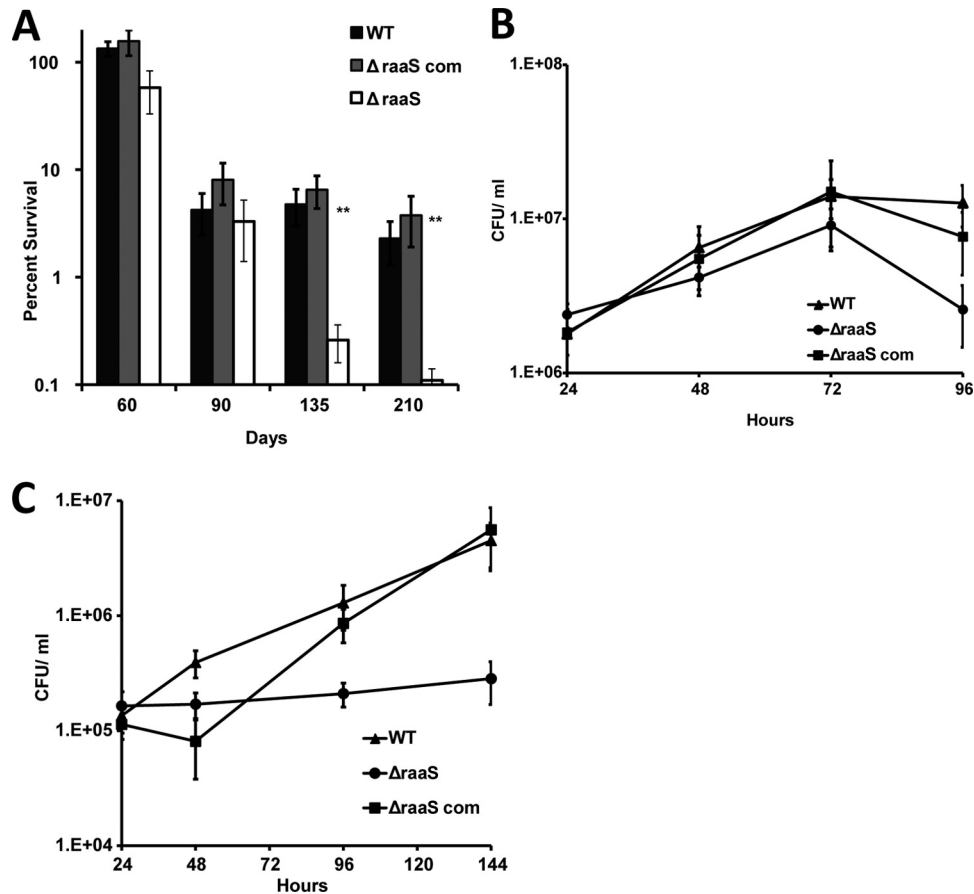 A
WT
Δ raaS com
Δ raaS
Percent Survival
100
10
1
0.1
**
**
60 90 135 210
Days
B
1.E+08
1.E+07
1.E+06
CFU/ ml
WT
ΔraaS
ΔraaS com
24 48 72 96
Hours
C
1.E+07
1.E+06
1.E+05
1.E+04
CFU/ ml
WT
ΔraaS
ΔraaS com
24 48 72 96 120 144
Hours